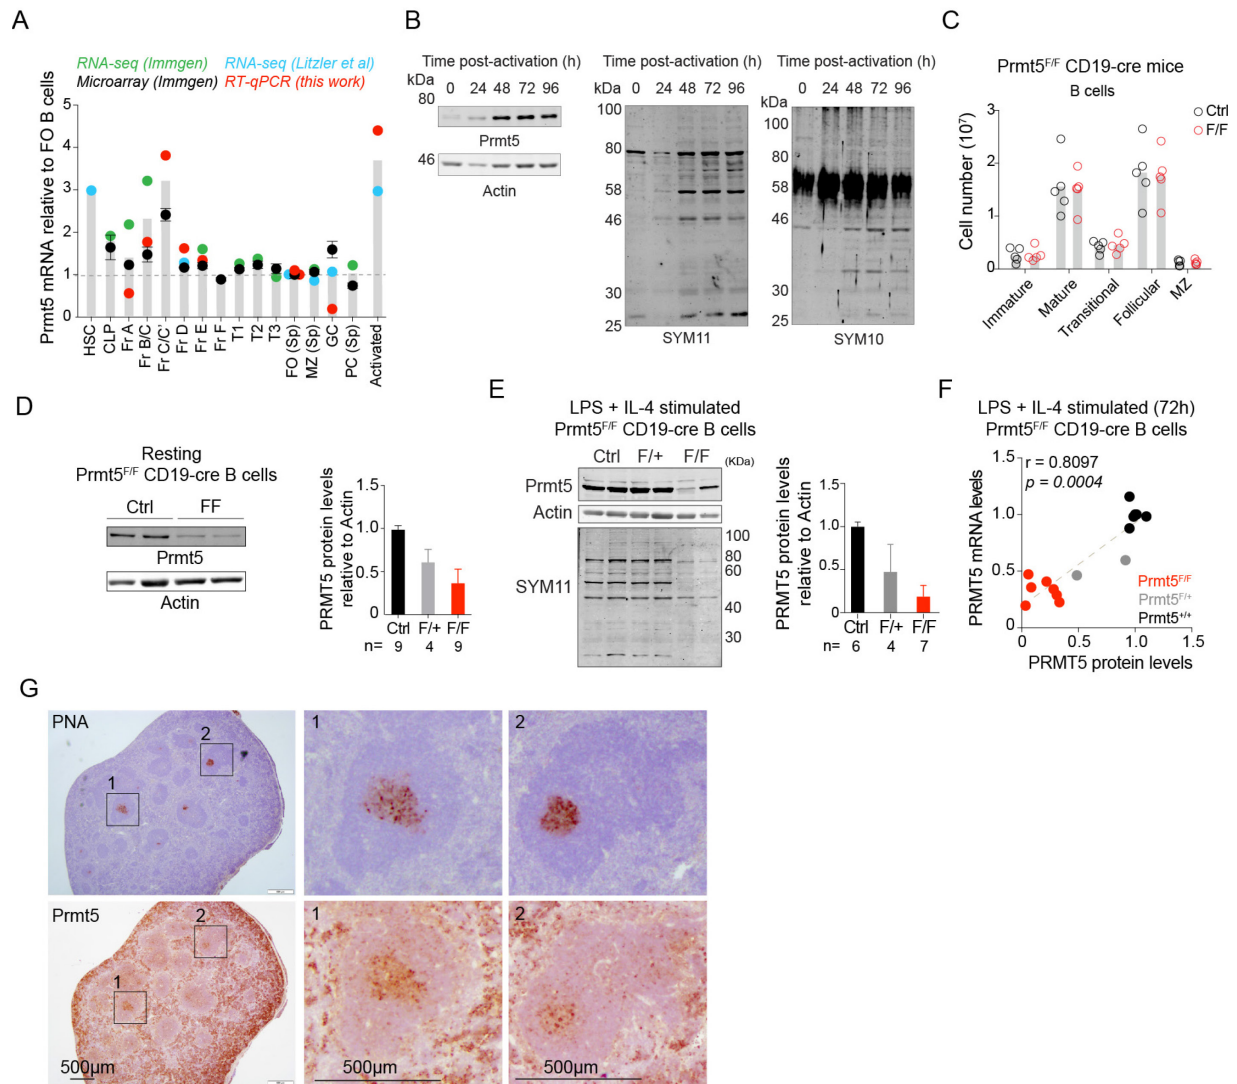 A
RNA-seq (Immgen) RNA-seq (Litzler et al)
Microarray (Immgen) RT-qPCR (this work)
Prmt5 mRNA relative to FO B cells
5
4
3
2
1
0
HSC
CLP
Fr A
Fr B/C
Fr C/C'
Fr D
Fr E
Fr F
T1
T2
T3
FO (Sp)
MZ (Sp)
GC
PC (Sp)
Activated
B
Time post-activation (h)
kDa 0 24 48 72 96
80
Prmt5
46
Actin
Time post-activation (h)
kDa 0 24 48 72 96
100
80
58
46
30
25
SYM11
Time post-activation (h)
kDa 0 24 48 72 96
100
80
58
46
30
25
SYM10
C
Prmt5F/F CD19-cre mice
B cells
Ctrl
F/F
Cell number (10⁷)
3
2
1
0
Immature
Mature
Transitional
Follicular
MZ
D
Resting
Prmt5F/F CD19-cre B cells
Ctrl FF
Prmt5
Actin
PRMT5 protein levels
relative to Actin
1.5
1.0
0.5
0
Ctrl F/+ F/F
n= 9 4 9
E
LPS + IL-4 stimulated
Prmt5F/F CD19-cre B cells
Ctrl F/+ F/F (KDa)
Prmt5
Actin
SYM11
100
80
60
40
30
PRMT5 protein levels
relative to Actin
1.5
1.0
0.5
0
Ctrl F/+ F/F
n= 6 4 7
F
LPS + IL-4 stimulated (72h)
Prmt5F/F CD19-cre B cells
r = 0.8097
p = 0.0004
PRMT5 mRNA levels
1.5
1.0
0.5
0
Prmt5F/F
Prmt5F/+
Prmt5+/+
0 0.5 1.0 1.5
PRMT5 protein levels
G
PNA
2
1
1
2
Prmt5
2
1
500µm
1
500µm
2
500µm